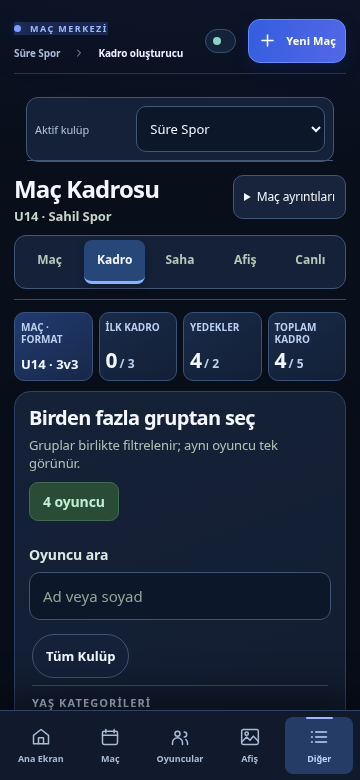 MAÇ MERKEZİ
Süre Spor > Kadro oluşturucu
Yeni Maç
Aktif kulüp
Süre Spor
Maç Kadrosu
U14 · Sahil Spor
▶ Maç ayrıntıları
Maç Kadro Saha Afiş Canlı
MAÇ · FORMAT
U14 · 3v3
İLK KADRO
0 / 3
YEDEKLER
4 / 2
TOPLAM KADRO
4 / 5
Birden fazla gruptan seç
Gruplar birlikte filtrelenir; aynı oyuncu tek
görünür.
4 oyuncu
Oyuncu ara
Ad veya soyad
Tüm Kulüp
YAŞ KATEGORİLERİ
Ana Ekran Maç Oyuncular Afiş Diğer